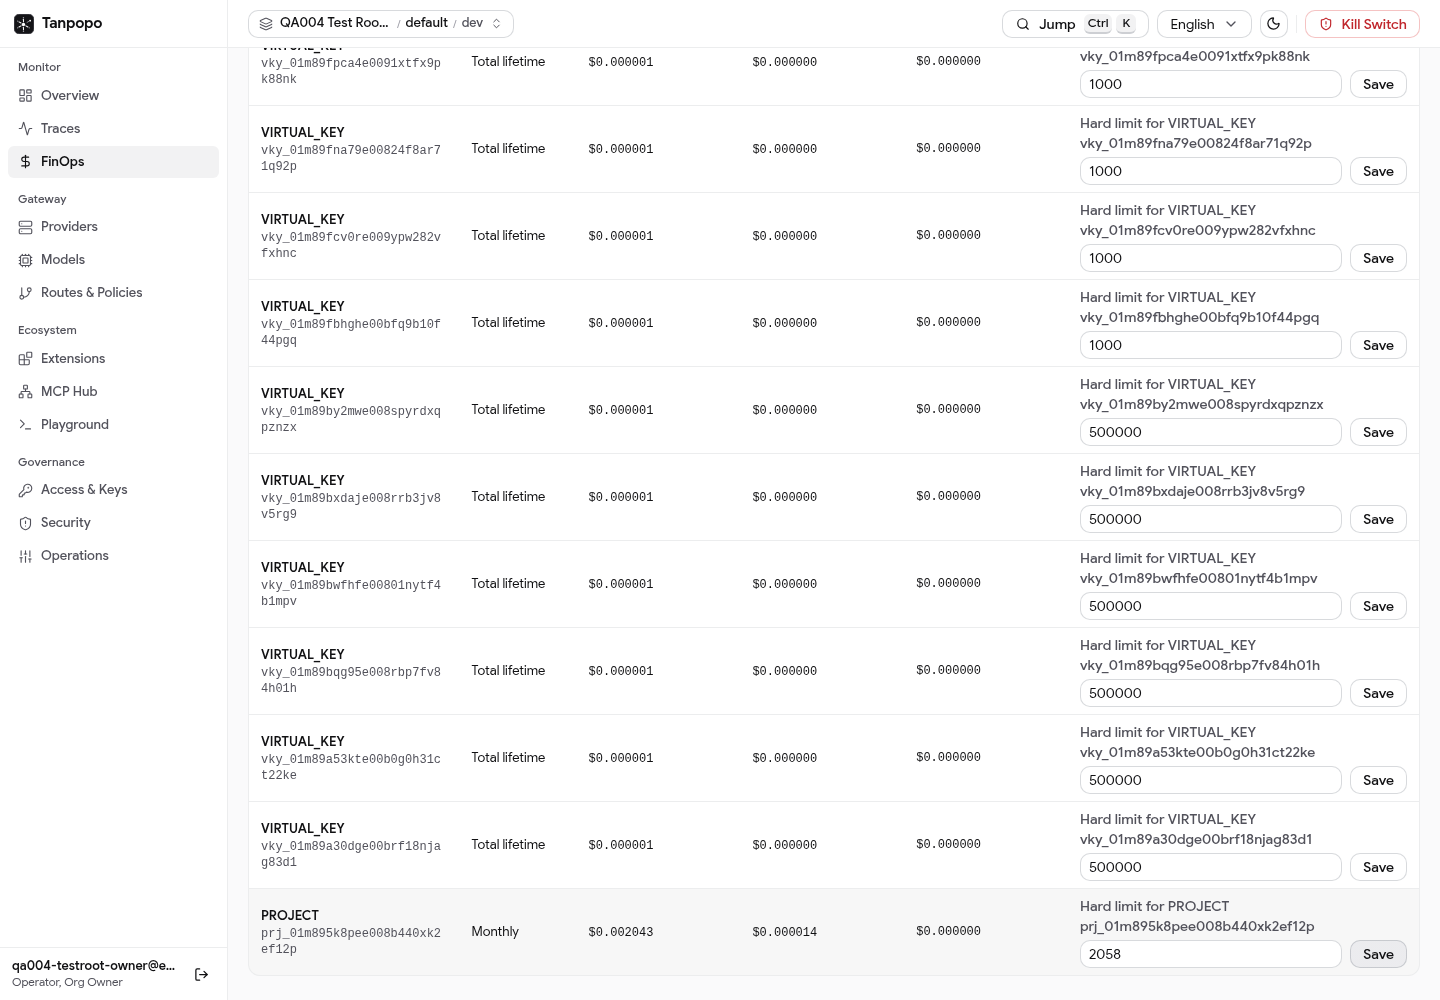 Tanpopo
QA004 Test Roo... / default / dev
Jump Ctrl K
English
Kill Switch
Monitor
Overview
Traces
FinOps
Gateway
Providers
Models
Routes & Policies
Ecosystem
Extensions
MCP Hub
Playground
Governance
Access & Keys
Security
Operations
qa004-testroot-owner@e...
Operator, Org Owner
vky_01m89fpca4e0091xtfx9p
k88nk
Total lifetime
$0.000001
$0.000000
$0.000000
vky_01m89fpca4e0091xtfx9pk88nk
1000
Save
VIRTUAL_KEY
vky_01m89fna79e00824f8ar7
1q92p
Total lifetime
$0.000001
$0.000000
$0.000000
Hard limit for VIRTUAL_KEY
vky_01m89fna79e00824f8ar71q92p
1000
Save
VIRTUAL_KEY
vky_01m89fcv0re009ypw282v
fxhnc
Total lifetime
$0.000001
$0.000000
$0.000000
Hard limit for VIRTUAL_KEY
vky_01m89fcv0re009ypw282vfxhnc
1000
Save
VIRTUAL_KEY
vky_01m89fbhghe00bfq9b10f
44pgq
Total lifetime
$0.000001
$0.000000
$0.000000
Hard limit for VIRTUAL_KEY
vky_01m89fbhghe00bfq9b10f44pgq
1000
Save
VIRTUAL_KEY
vky_01m89by2mwe008spyrdxq
pznzx
Total lifetime
$0.000001
$0.000000
$0.000000
Hard limit for VIRTUAL_KEY
vky_01m89by2mwe008spyrdxqpznzx
500000
Save
VIRTUAL_KEY
vky_01m89bxdaje008rrb3jv8
v5rg9
Total lifetime
$0.000001
$0.000000
$0.000000
Hard limit for VIRTUAL_KEY
vky_01m89bxdaje008rrb3jv8v5rg9
500000
Save
VIRTUAL_KEY
vky_01m89bwfhfe00801nytf4
b1mpv
Total lifetime
$0.000001
$0.000000
$0.000000
Hard limit for VIRTUAL_KEY
vky_01m89bwfhfe00801nytf4b1mpv
500000
Save
VIRTUAL_KEY
vky_01m89bqg95e008rbp7fv8
4h01h
Total lifetime
$0.000001
$0.000000
$0.000000
Hard limit for VIRTUAL_KEY
vky_01m89bqg95e008rbp7fv84h01h
500000
Save
VIRTUAL_KEY
vky_01m89a53kte00b0g0h31c
t22ke
Total lifetime
$0.000001
$0.000000
$0.000000
Hard limit for VIRTUAL_KEY
vky_01m89a53kte00b0g0h31ct22ke
500000
Save
VIRTUAL_KEY
vky_01m89a30dge00brf18nja
g83d1
Total lifetime
$0.000001
$0.000000
$0.000000
Hard limit for VIRTUAL_KEY
vky_01m89a30dge00brf18njag83d1
500000
Save
PROJECT
prj_01m895k8pee008b440xk2
ef12p
Monthly
$0.002043
$0.000014
$0.000000
Hard limit for PROJECT
prj_01m895k8pee008b440xk2ef12p
2058
Save